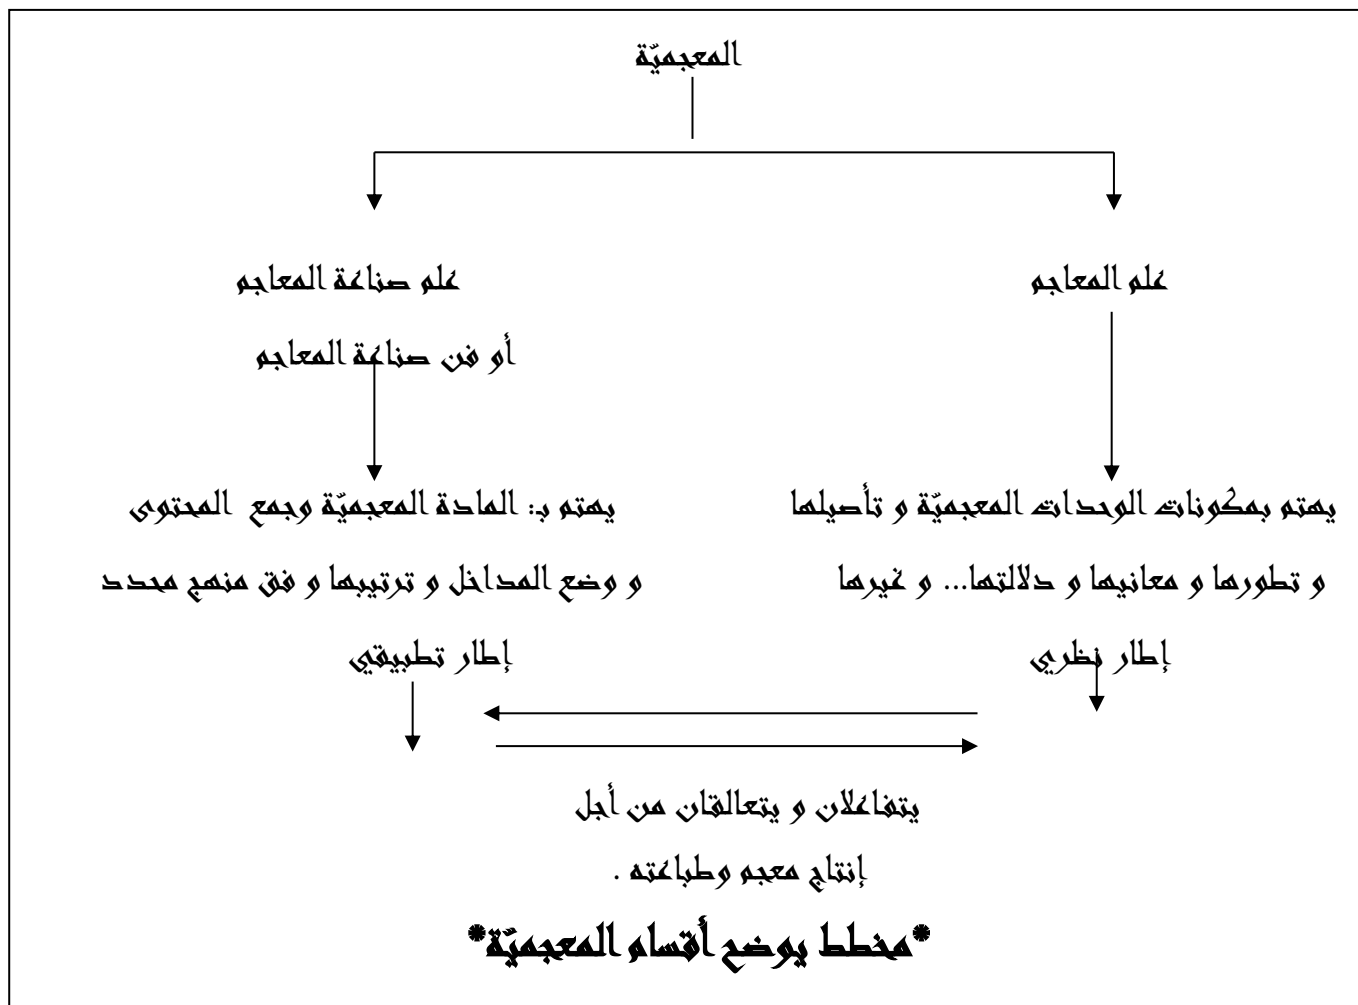 المعجميّة
علم المعاجم
علم صناعة المعاجم
أو فن صناعة المعاجم
يهتم بمكونات الوحدات المعجميّة و تأصيلها
و تطورها و معانيها و دلالتها... و غيرها
إطار نظري
يهتم بـ: المادة المعجميّة وجمع المحتوى
و وضع المداخل و ترتيبها و فق منهج محدد
إطار تطبيقي
يتفاعلان و يتعالقان من أجل
إنتاج معجم وطباعته .
*مخطط يوضح أقسام المعجميّة*